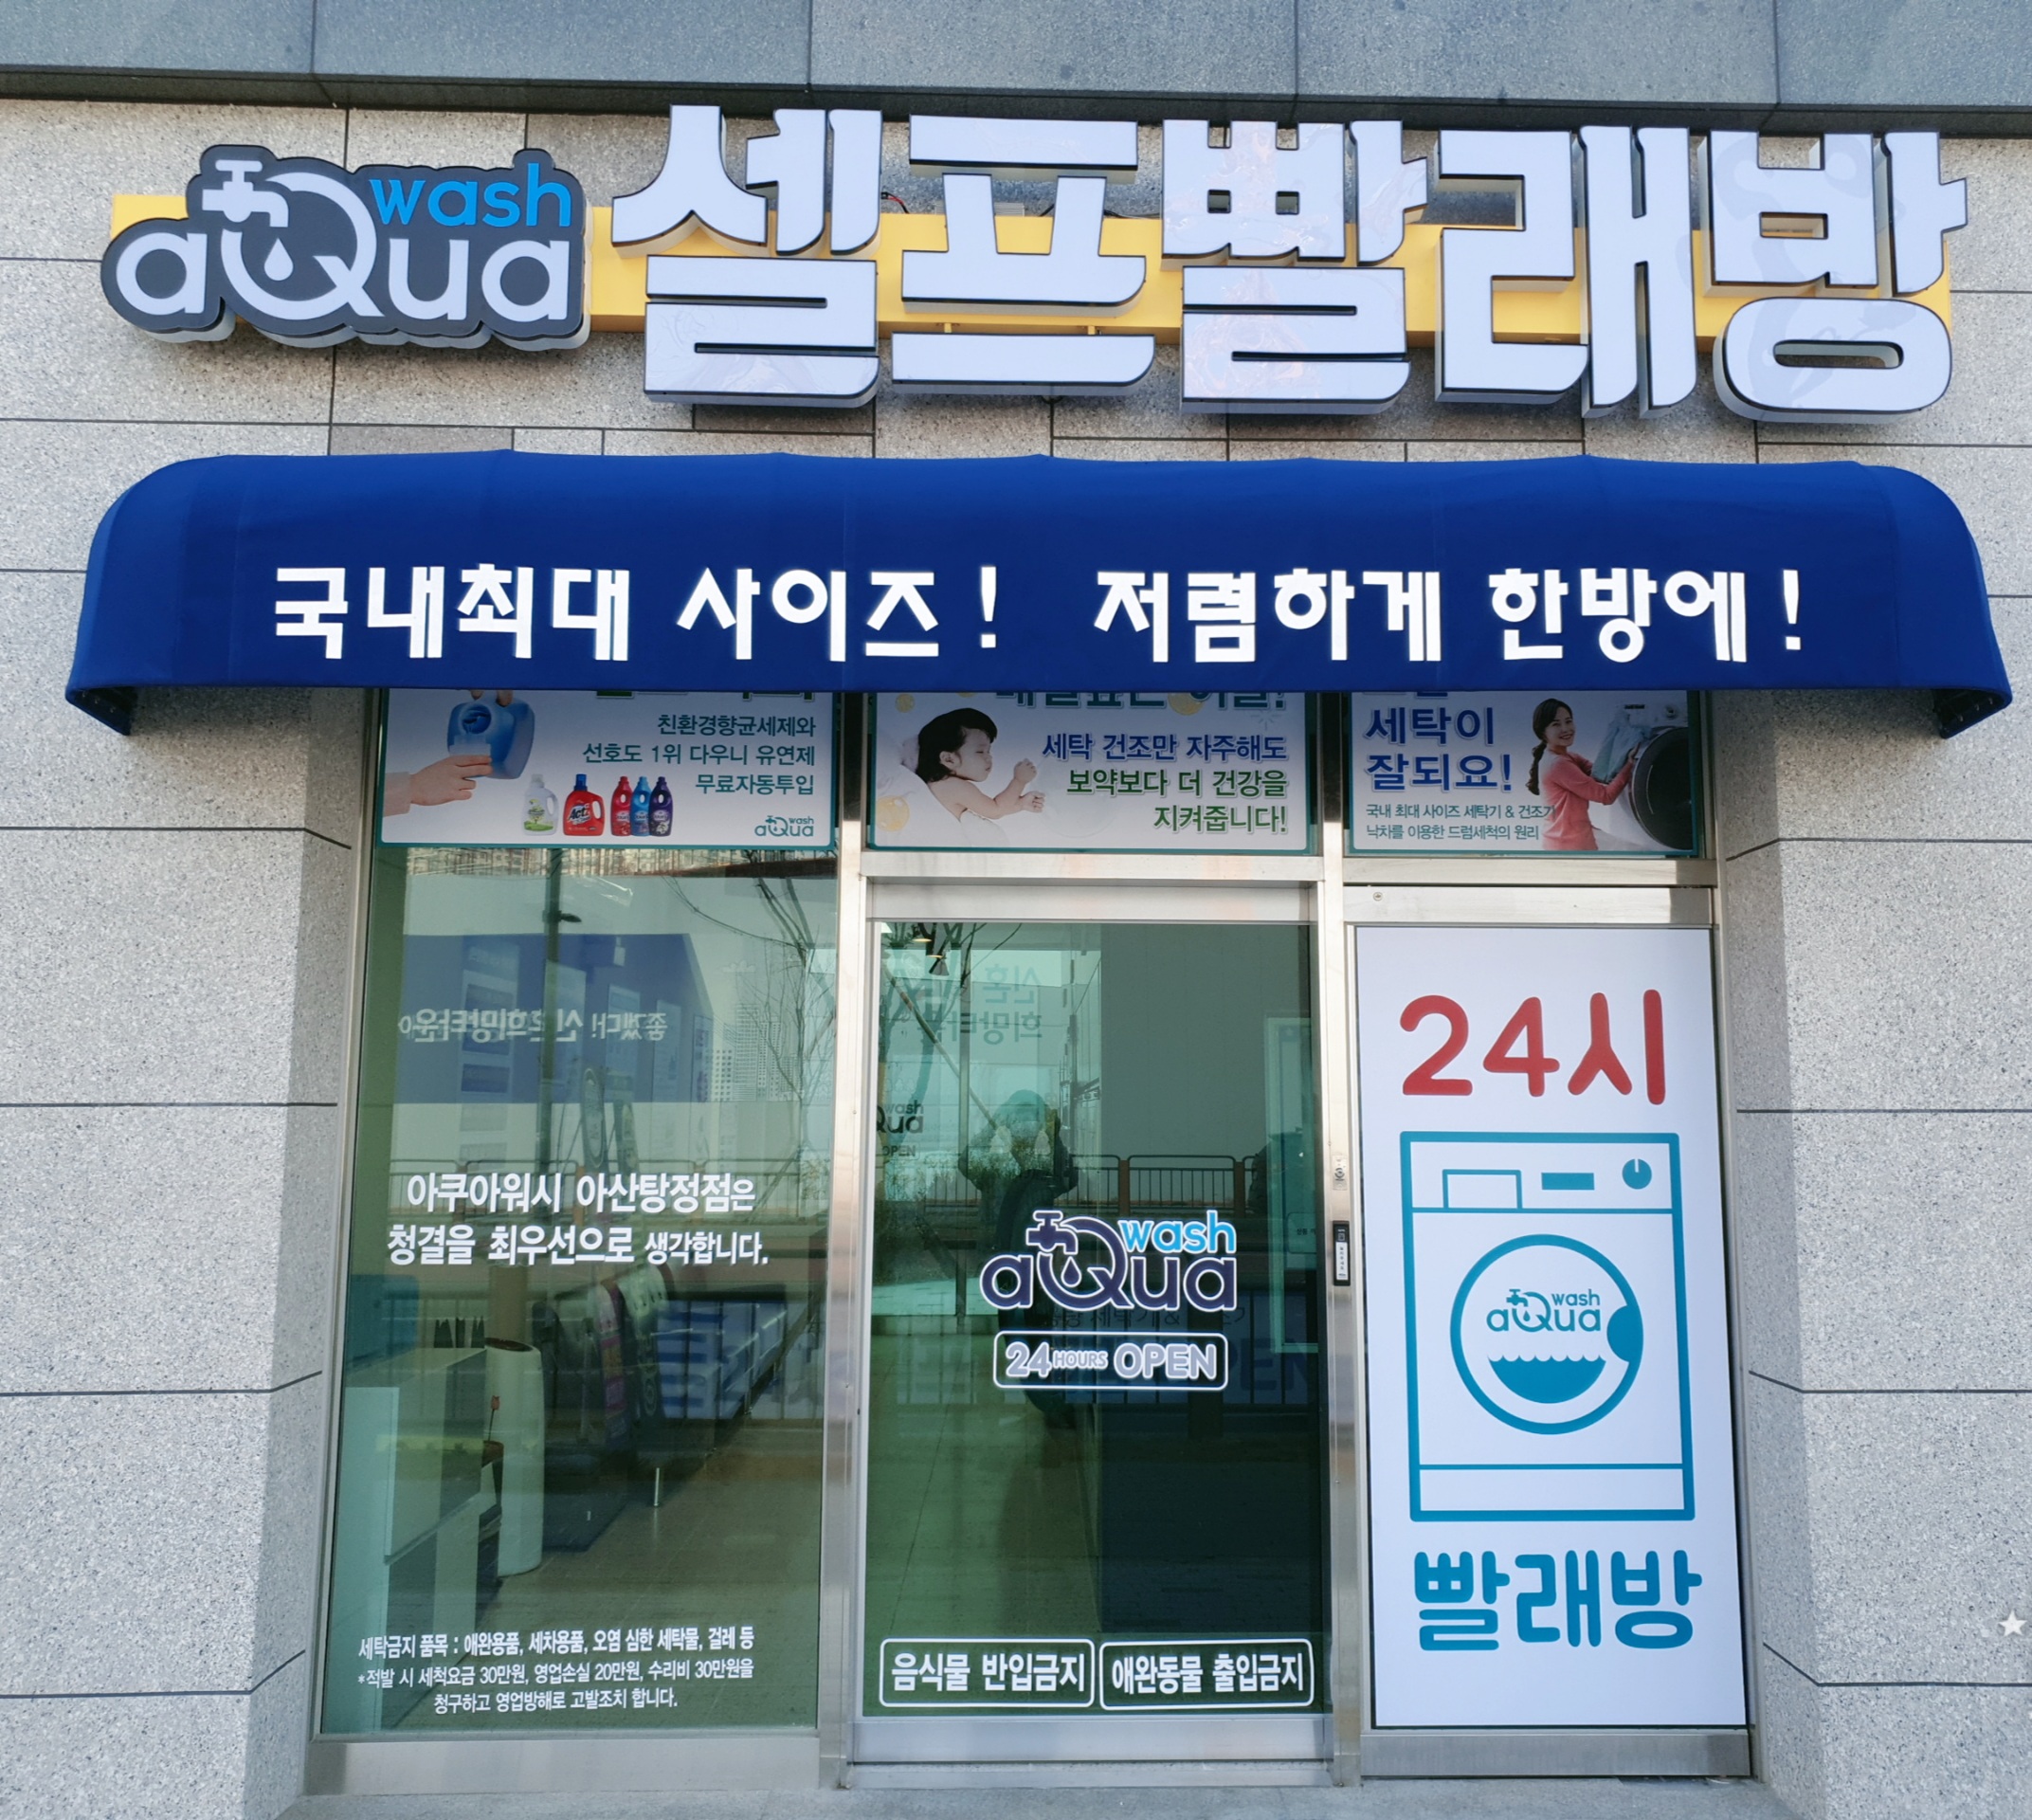 wash
aQua
셀프빨래방
국내최대 사이즈! 저렴하게 한방에!
친환경향균세제와
선호도 1위 다우니 유연제
무료자동투입
wash
aQua
세탁 건조만 자주해도
보약보다 더 건강을
지켜줍니다!
세탁이
잘되요!
국내 최대 사이즈 세탁기 & 건조기
낙차를 이용한 드럼세척의 원리
아쿠아워시 아산탕정점은
청결을 최우선으로 생각합니다.
세탁금지 품목 : 애완용품, 세차용품, 오염 심한 세탁물, 걸레 등
*적발 시 세척요금 30만원, 영업손실 20만원, 수리비 30만원을
청구하고 영업방해로 고발조치 합니다.
wash
aQua
24HOURS OPEN
음식물 반입금지
애완동물 출입금지
24시
wash
aQua
빨래방